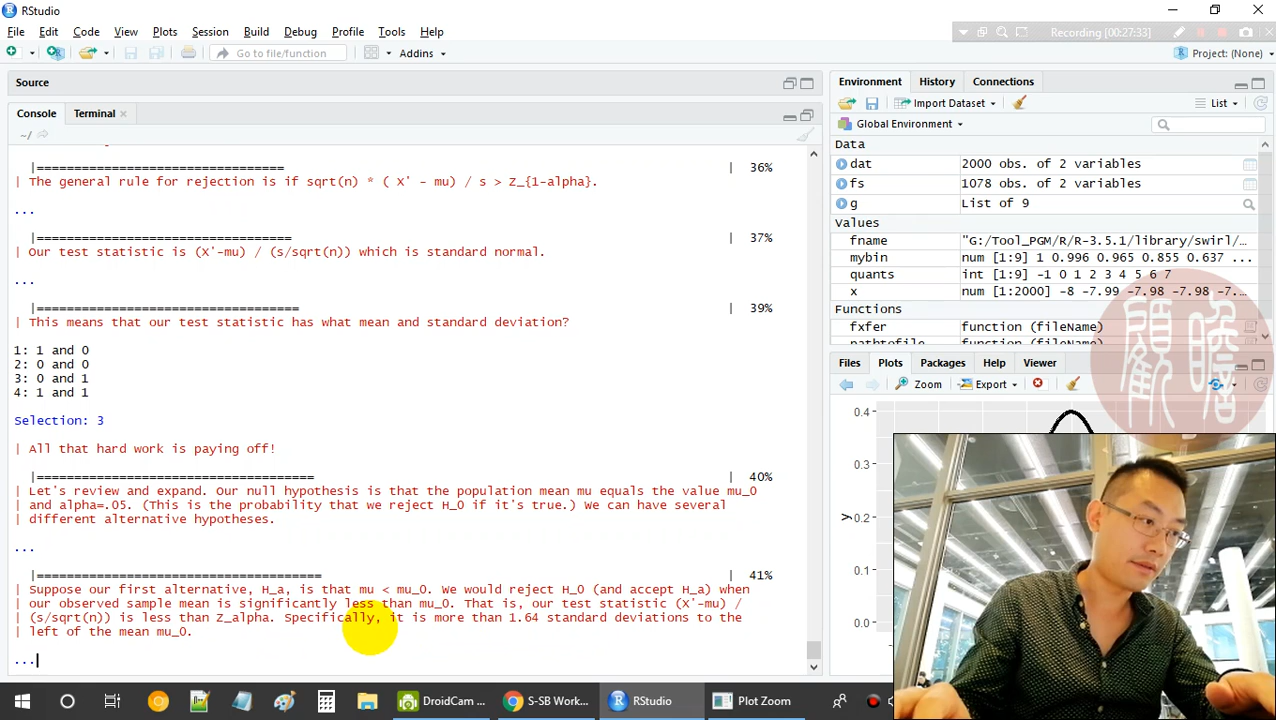 RStudio
File Edit Code View Plots Session Build Debug Profile Tools Help
Recording [00:27:33]
Go to file/function
Addins
Project: (None)
Source
Console Terminal
~/
|================================= | 36%
| The general rule for rejection is if sqrt(n) * ( X' - mu) / s > Z_{1-alpha}.
...
|================================== | 37%
| Our test statistic is (X'-mu) / (s/sqrt(n)) which is standard normal.
...
|=================================== | 39%
| This means that our test statistic has what mean and standard deviation?
1: 1 and 0
2: 0 and 0
3: 0 and 1
4: 1 and 1
Selection: 3
| All that hard work is paying off!
|===================================== | 40%
| Let's review and expand. Our null hypothesis is that the population mean mu equals the value mu_0
| and alpha=.05. (This is the probability that we reject H_0 if it's true.) We can have several
| different alternative hypotheses.
...
|====================================== | 41%
| Suppose our first alternative, H_a, is that mu < mu_0. We would reject H_0 (and accept H_a) when
| our observed sample mean is significantly less than mu_0. That is, our test statistic (X'-mu) /
| (s/sqrt(n)) is less than Z_alpha. Specifically, it is more than 1.64 standard deviations to the
| left of the mean mu_0.
...
Environment History Connections
Import Dataset
List
Global Environment
Data
dat 2000 obs. of 2 variables
fs 1078 obs. of 2 variables
g List of 9
Values
fname "G:/Tool_PGM/R/R-3.5.1/library/swirl/…
mybin num [1:9] 1 0.996 0.965 0.855 0.637 ...
quants int [1:9] -1 0 1 2 3 4 5 6 7
x num [1:2000] -8 -7.99 -7.98 -7.98 -7.…
Functions
fxfer function (fileName)
Files Plots Packages Help Viewer
Zoom Export
0.4
0.3
0.2
0.1
0.0
y
DroidCam ...
S-SB Work...
RStudio
Plot Zoom